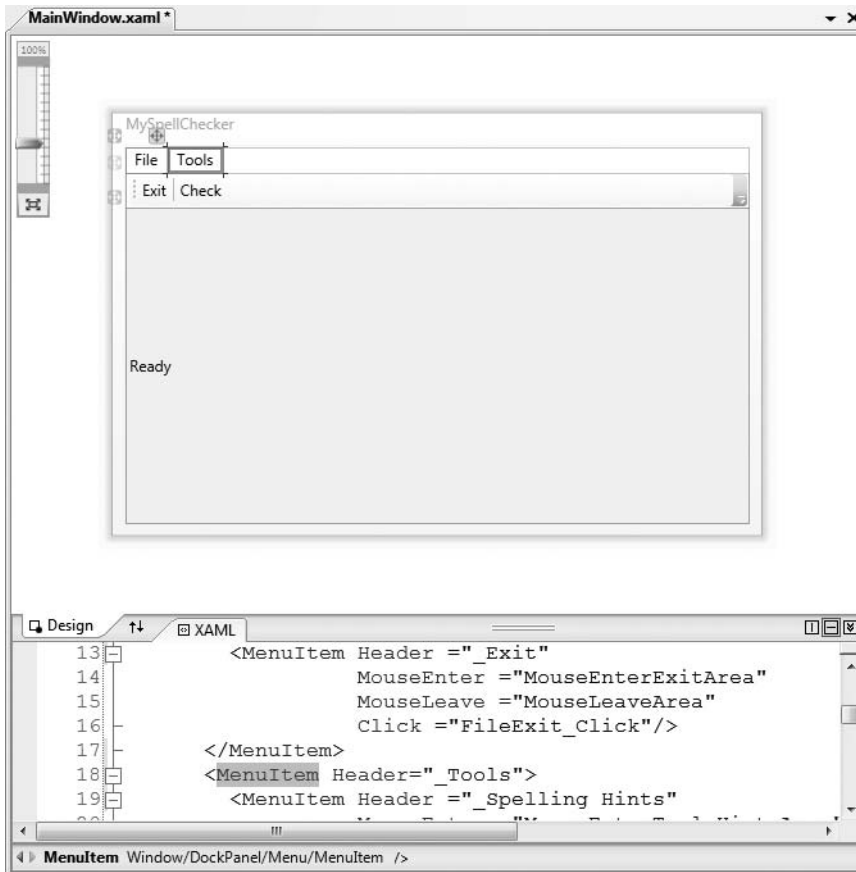 MainWindow.xaml *
100%
MySpellChecker
File Tools
Exit Check
Ready
Design XAML
13 <MenuItem Header ="_Exit"
14 MouseEnter ="MouseEnterExitArea"
15 MouseLeave ="MouseLeaveArea"
16 Click ="FileExit_Click"/>
17 </MenuItem>
18 <MenuItem Header="_Tools">
19 <MenuItem Header ="_Spelling Hints"
MenuItem Window/DockPanel/Menu/MenuItem />